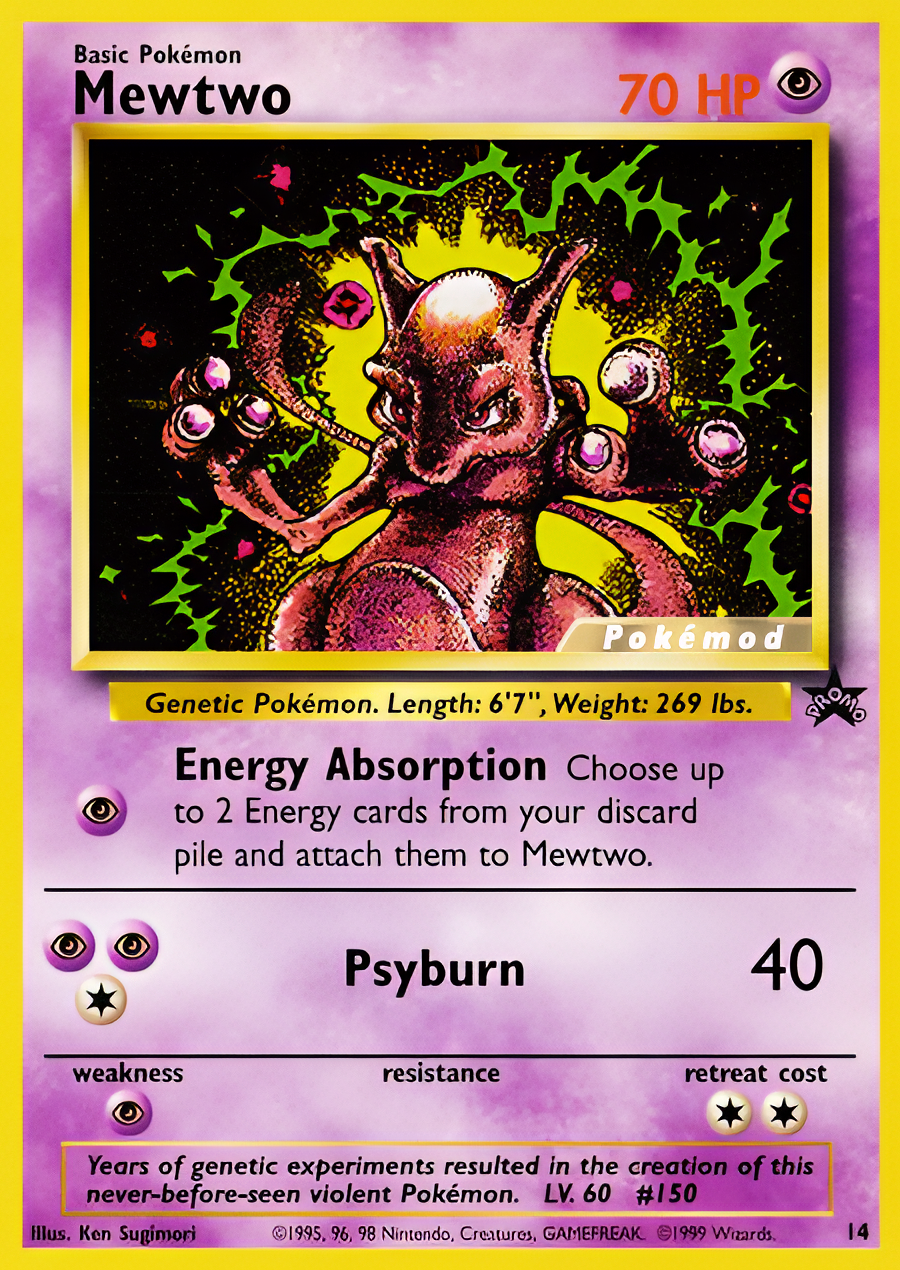 Basic Pokémon
Mewtwo
70 HP
Pokémod
Genetic Pokémon. Length: 6'7", Weight: 269 lbs.
PROMO
Energy Absorption Choose up
to 2 Energy cards from your discard
pile and attach them to Mewtwo.
Psyburn 40
weakness resistance retreat cost
Years of genetic experiments resulted in the creation of this
never-before-seen violent Pokémon. LV. 60 #150
Illus. Ken Sugimori ©1995, 96, 98 Nintendo, Creatures, GAMEFREAK. ©1999 Wizards. 14